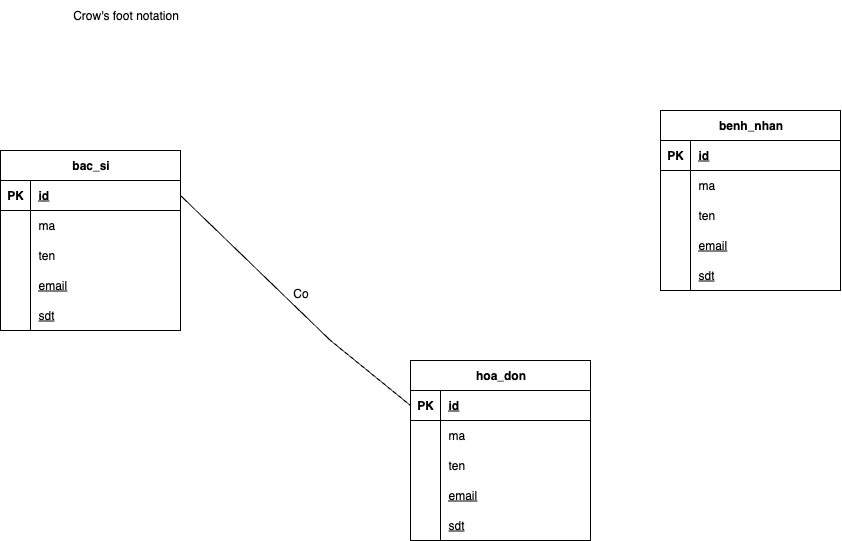 Crow's foot notation
benh_nhan
PK id
ma
ten
email
sdt
bac_si
PK id
ma
ten
email
sdt
Co
hoa_don
PK id
ma
ten
email
sdt